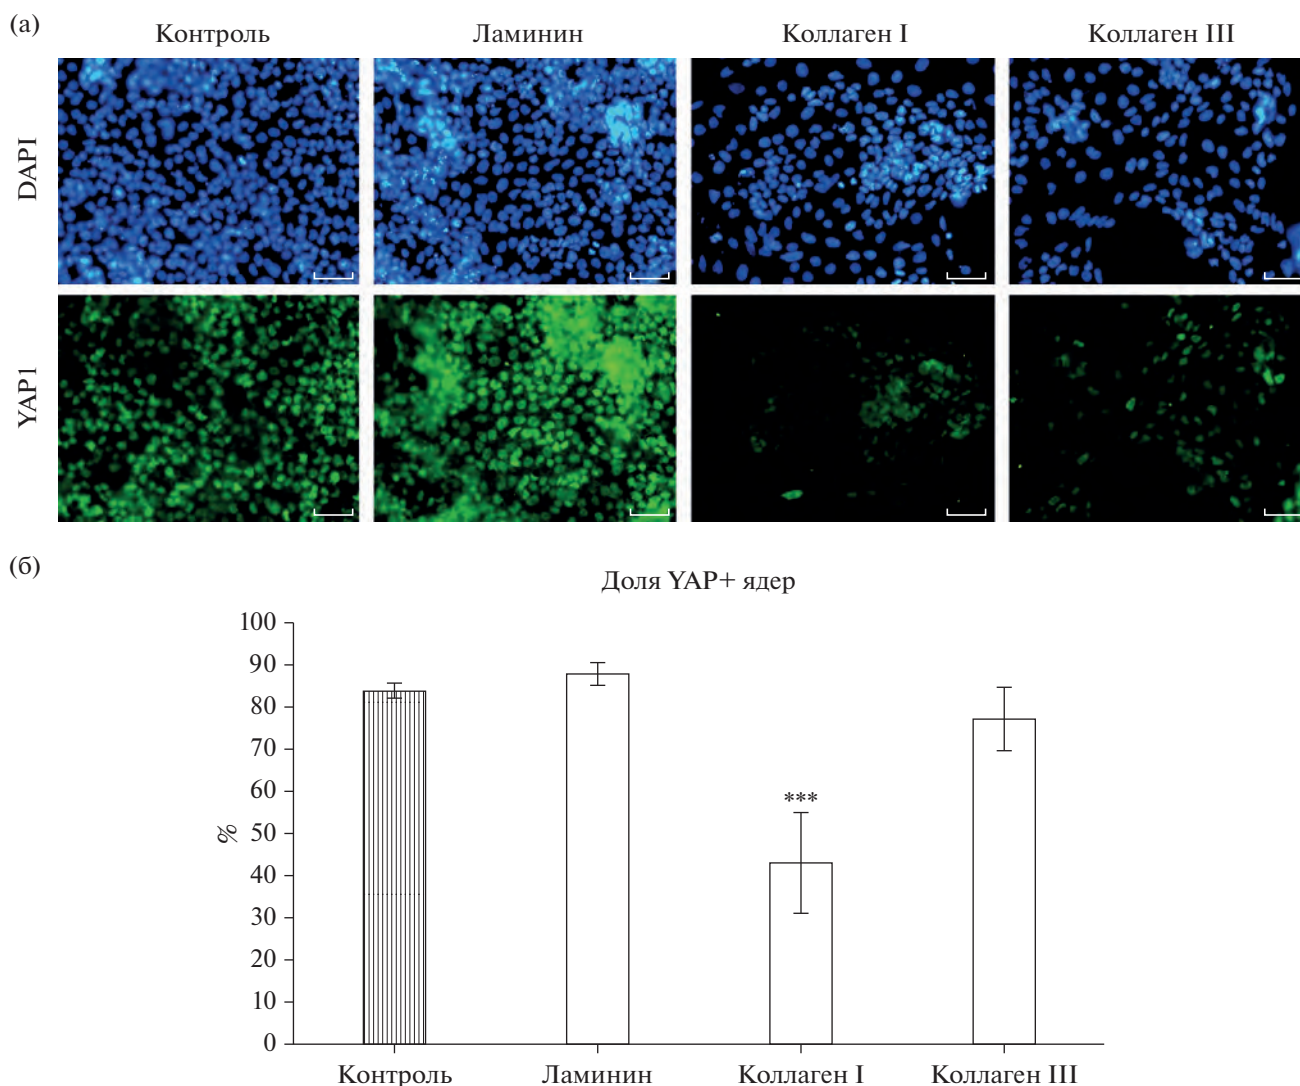 (а)
Контроль Ламинин Коллаген I Коллаген III
DAPI
YAP1
(б)
Доля YAP+ ядер
100
90
80
70
60
50
40
30
20
10
0
%
***
Контроль Ламинин Коллаген I Коллаген III